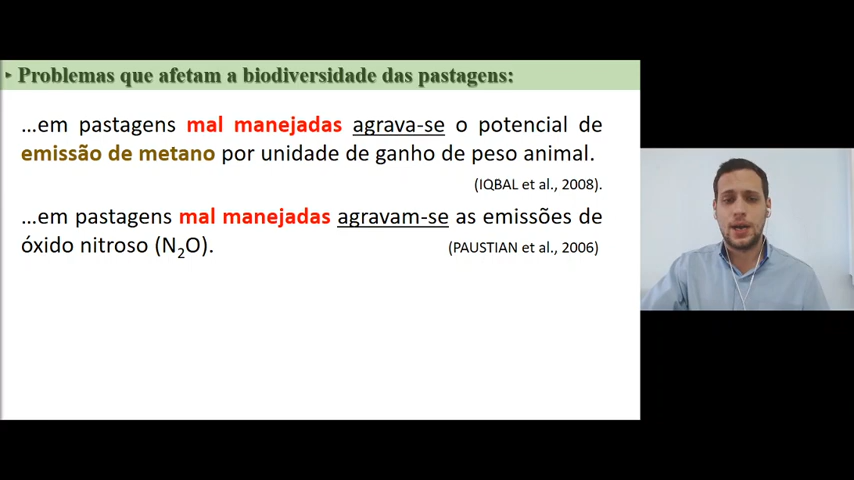 Problemas que afetam a biodiversidade das pastagens:
...em pastagens mal manejadas agrava-se o potencial de
emissão de metano por unidade de ganho de peso animal.
(IQBAL et al., 2008).
...em pastagens mal manejadas agravam-se as emissões de
óxido nitroso (N₂O). (PAUSTIAN et al., 2006)